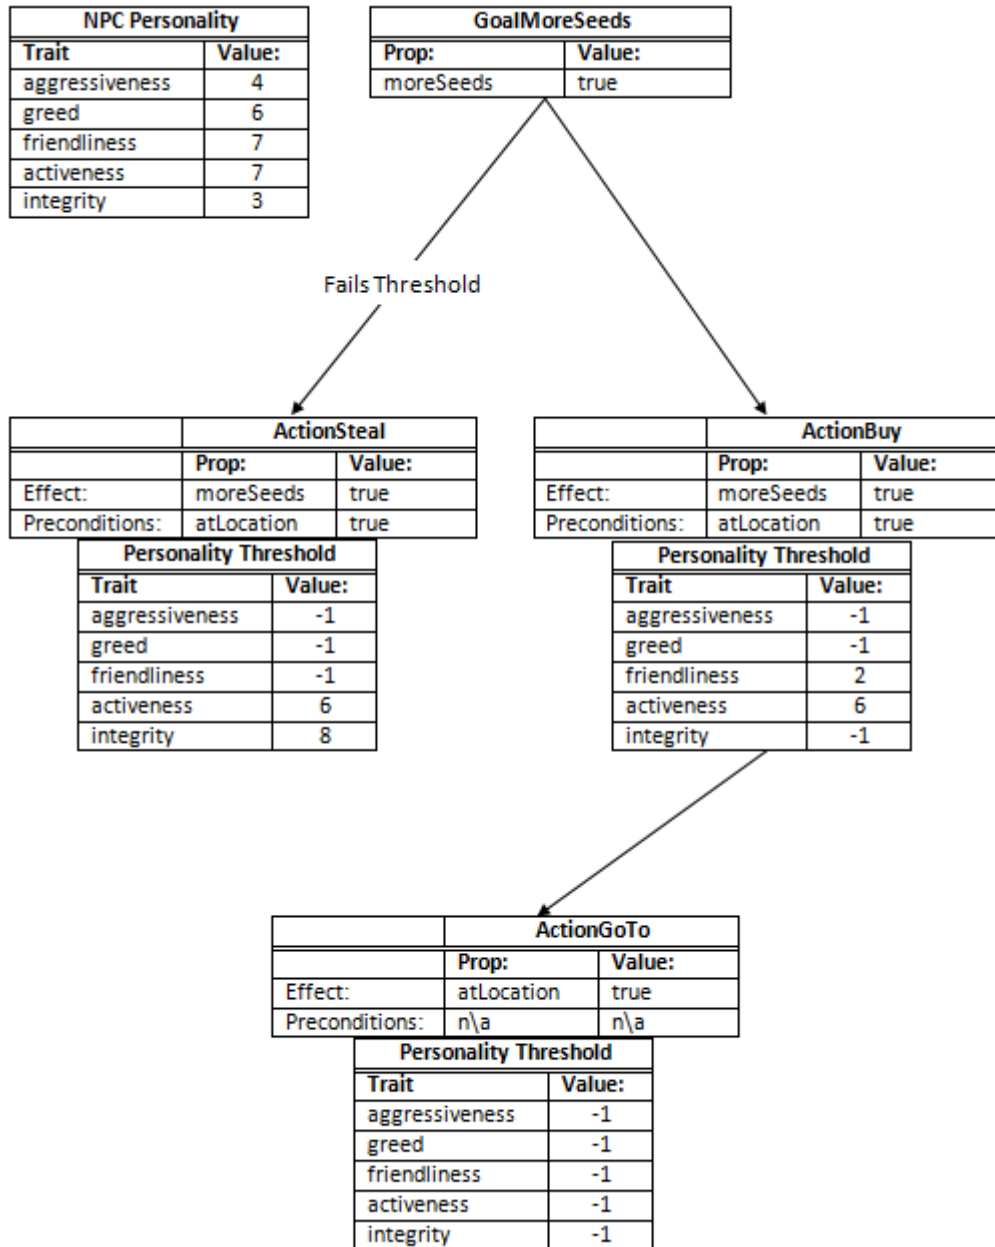 NPC Personality
Trait Value:
aggressiveness 4
greed 6
friendliness 7
activeness 7
integrity 3
GoalMoreSeeds
Prop: Value:
moreSeeds true
Fails Threshold
ActionSteal
Prop: Value:
Effect: moreSeeds true
Preconditions: atLocation true
Personality Threshold
Trait Value:
aggressiveness -1
greed -1
friendliness -1
activeness 6
integrity 8
ActionBuy
Prop: Value:
Effect: moreSeeds true
Preconditions: atLocation true
Personality Threshold
Trait Value:
aggressiveness -1
greed -1
friendliness 2
activeness 6
integrity -1
ActionGoTo
Prop: Value:
Effect: atLocation true
Preconditions: n\a n\a
Personality Threshold
Trait Value:
aggressiveness -1
greed -1
friendliness -1
activeness -1
integrity -1